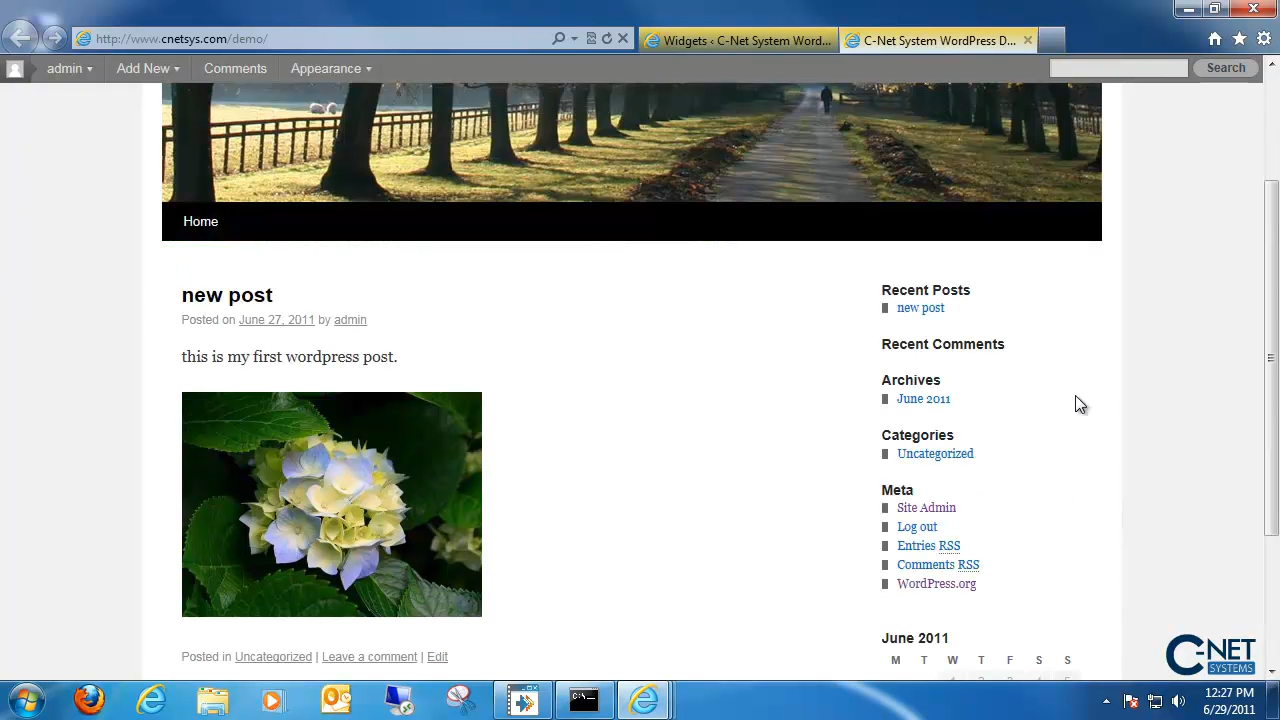 http://www.cnetsys.com/demo/
Widgets ‹ C-Net System Word...
C-Net System WordPress D...
admin
Add New
Comments
Appearance
Search
Home
new post
Posted on June 27, 2011 by admin
this is my first wordpress post.
Posted in Uncategorized | Leave a comment | Edit
Recent Posts
new post
Recent Comments
Archives
June 2011
Categories
Uncategorized
Meta
Site Admin
Log out
Entries RSS
Comments RSS
WordPress.org
June 2011
M T W T F S S
C-NET
SYSTEMS
12:27 PM
6/29/2011